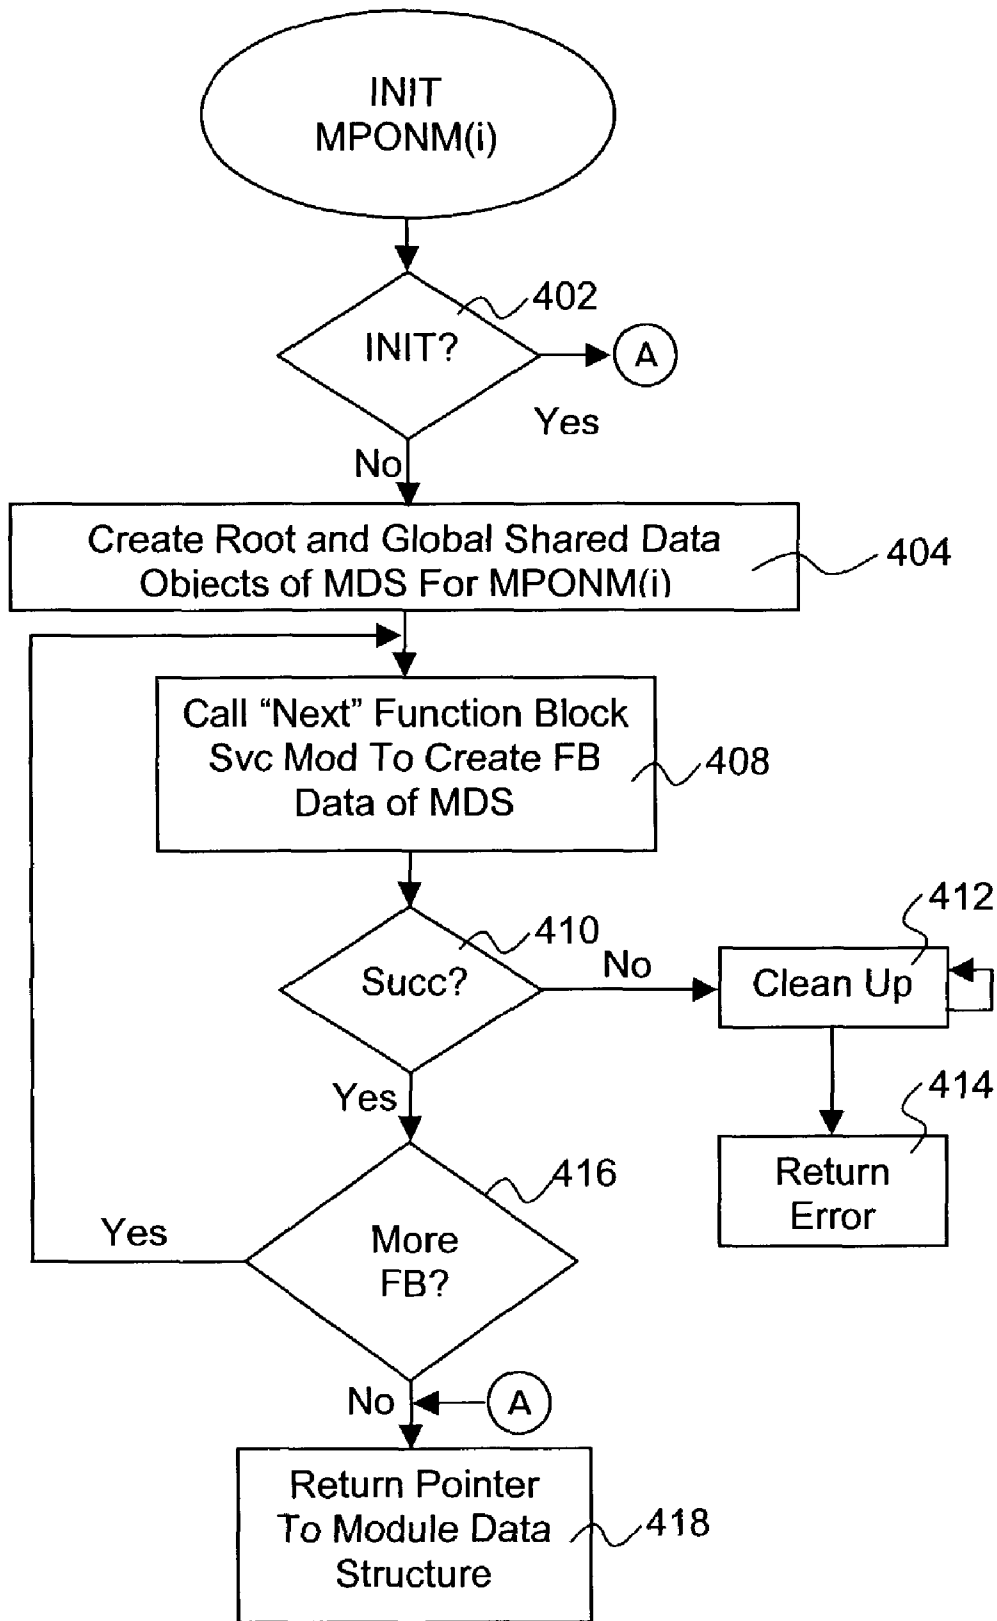 INIT
MPONM(i)
402
INIT?
A
Yes
No
Create Root and Global Shared Data
Objects of MDS For MPONM(i)
404
Call “Next” Function Block
Svc Mod To Create FB
Data of MDS
408
410
Succ?
No
412
Clean Up
Yes
414
Return
Error
416
More
FB?
Yes
No
A
Return Pointer
To Module Data
Structure
418